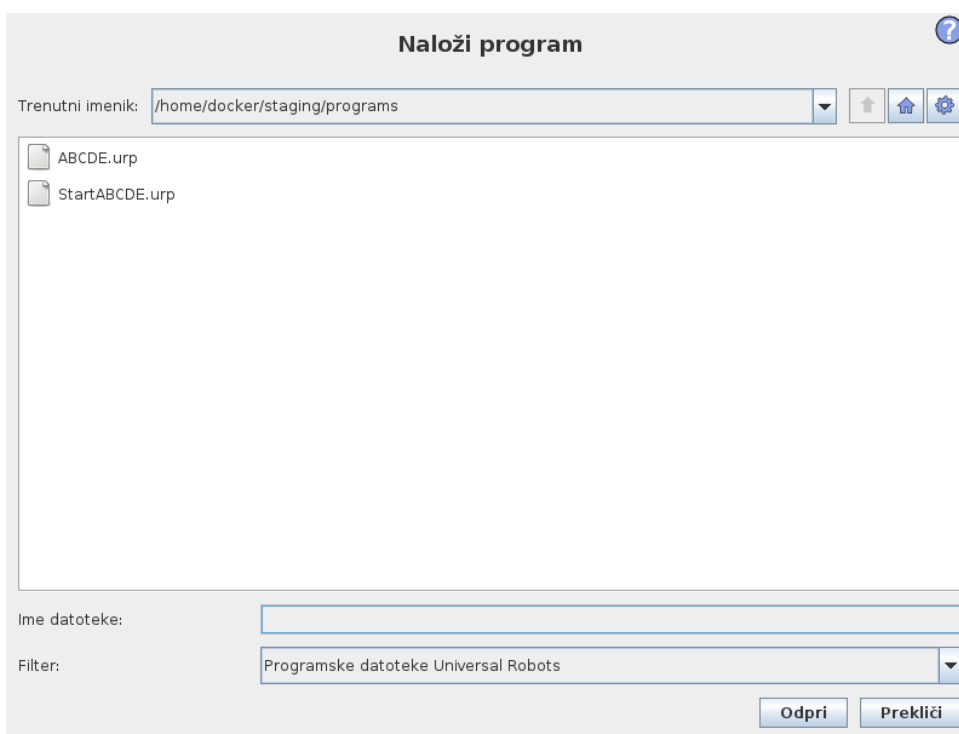 Naloži program
?
Trenutni imenik: /home/docker/staging/programs
ABCDE.urp
StartABCDE.urp
Ime datoteke:
Filter: Programske datoteke Universal Robots
Odpri Prekliči